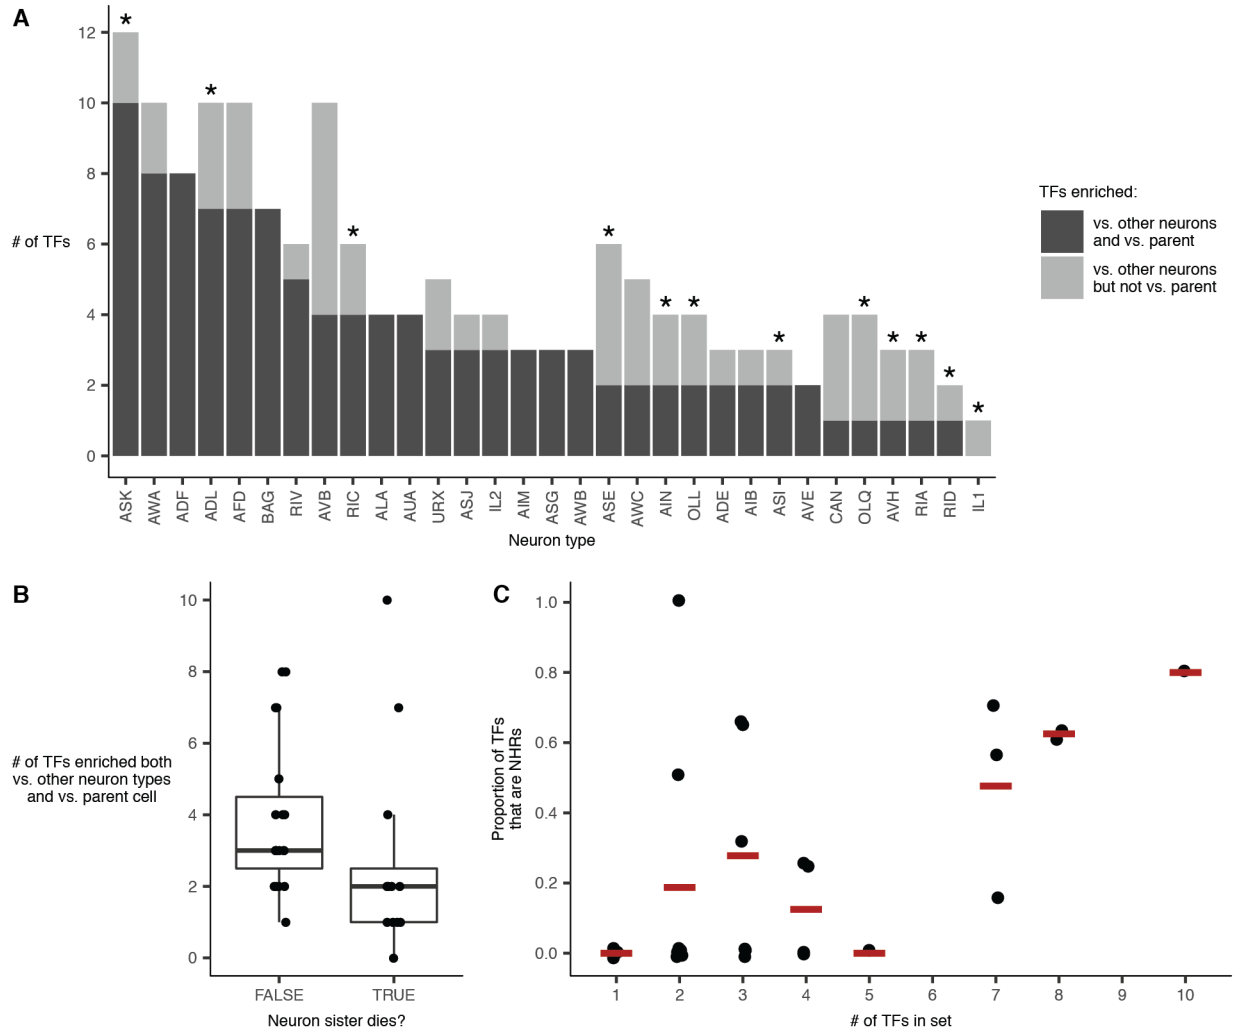 A
*
*
*
*
*
*
*
*
*
*
*
*
12
10
8
6
4
2
0
# of TFs
ASK
AWA
ADF
ADL
AFD
BAG
RIV
AVB
RIC
ALA
AUA
URX
ASJ
IL2
AIM
ASG
AWB
ASE
AWC
AIN
OLL
ADE
AIB
ASI
AVE
CAN
OLQ
AVH
RIA
RID
IL1
Neuron type
TFs enriched:
vs. other neurons
and vs. parent
vs. other neurons
but not vs. parent
B
10
8
6
4
2
0
# of TFs enriched both
vs. other neuron types
and vs. parent cell
FALSE
TRUE
Neuron sister dies?
C
1.0
0.8
0.6
0.4
0.2
0.0
Proportion of TFs
that are NHRs
1
2
3
4
5
6
7
8
9
10
# of TFs in set